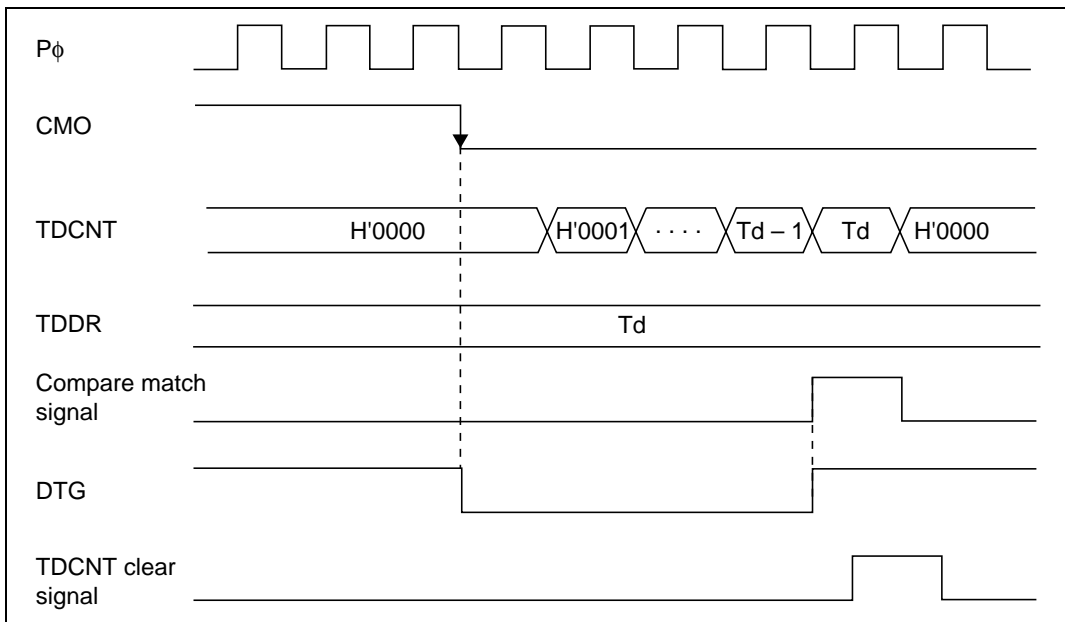 Pϕ
CMO
TDCNT
H'0000 H'0001 · · · · Td – 1 Td H'0000
TDDR
Td
Compare match
signal
DTG
TDCNT clear
signal